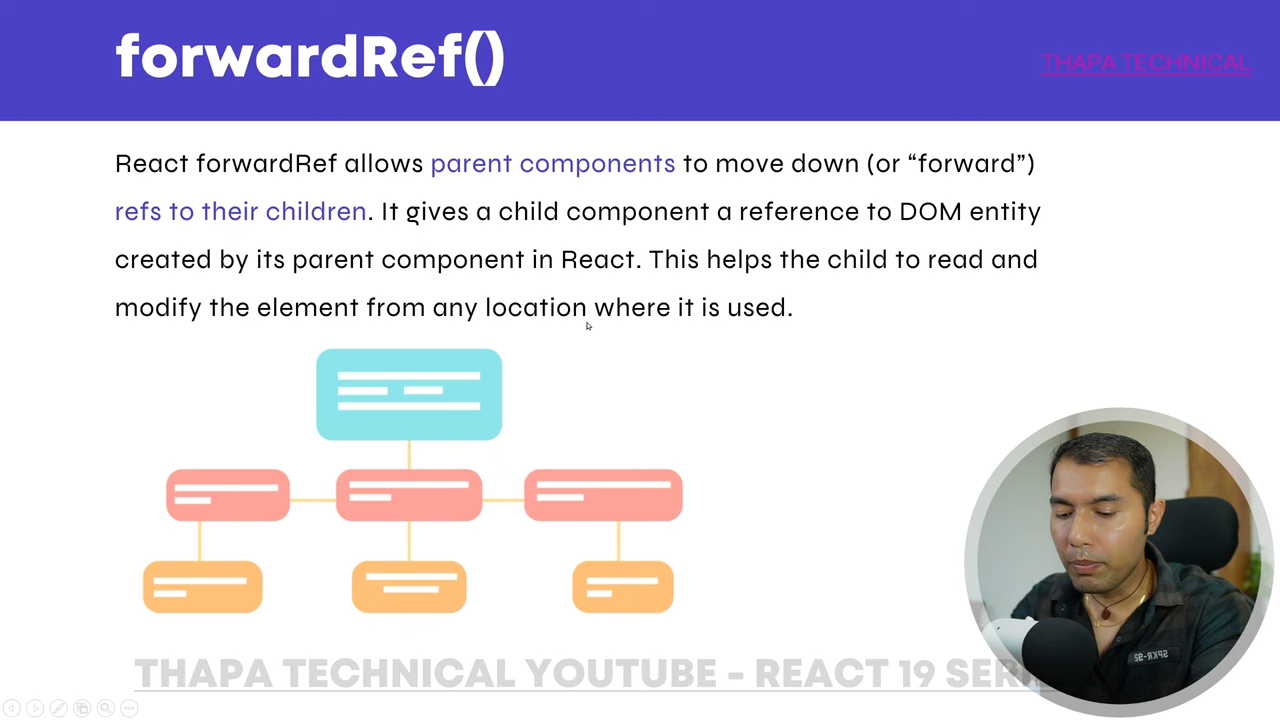 forwardRef()
THAPA TECHNICAL
React forwardRef allows parent components to move down (or “forward”)
refs to their children. It gives a child component a reference to DOM entity
created by its parent component in React. This helps the child to read and
modify the element from any location where it is used.
THAPA TECHNICAL YOUTUBE - REACT 19
SPKR-92